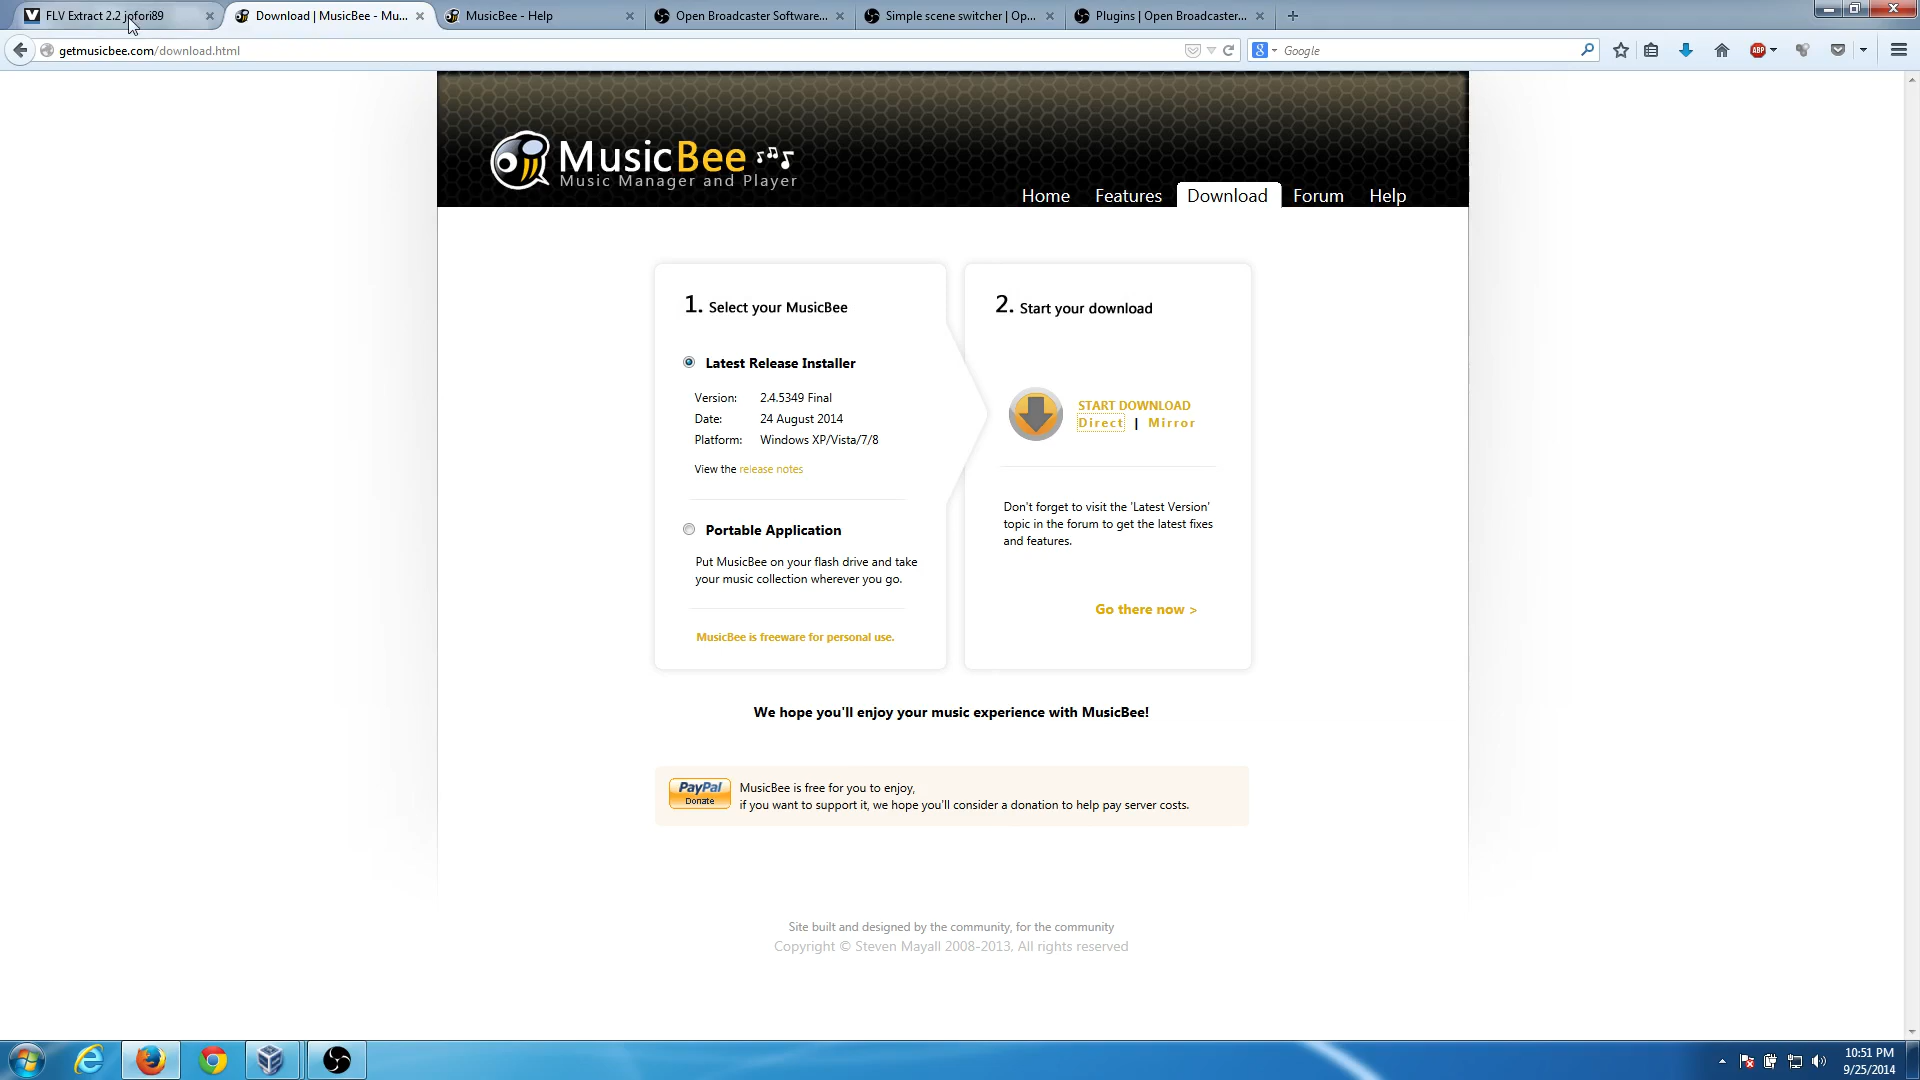 FLV Extract 2.2 jofori89
Download | MusicBee - Mu...
MusicBee - Help
Open Broadcaster Software...
Simple scene switcher | Op...
Plugins | Open Broadcaster...
getmusicbee.com/download.html
8
Google
ABP
MusicBee
Music Manager and Player
Home
Features
Download
Forum
Help
1. Select your MusicBee
Latest Release Installer
Version: 2.4.5349 Final
Date: 24 August 2014
Platform: Windows XP/Vista/7/8
View the release notes
Portable Application
Put MusicBee on your flash drive and take
your music collection wherever you go.
MusicBee is freeware for personal use.
2. Start your download
START DOWNLOAD
Direct | Mirror
Don't forget to visit the 'Latest Version'
topic in the forum to get the latest fixes
and features.
Go there now >
We hope you'll enjoy your music experience with MusicBee!
PayPal
Donate
MusicBee is free for you to enjoy,
if you want to support it, we hope you'll consider a donation to help pay server costs.
Site built and designed by the community, for the community
Copyright © Steven Mayall 2008-2013, All rights reserved
10:51 PM
9/25/2014